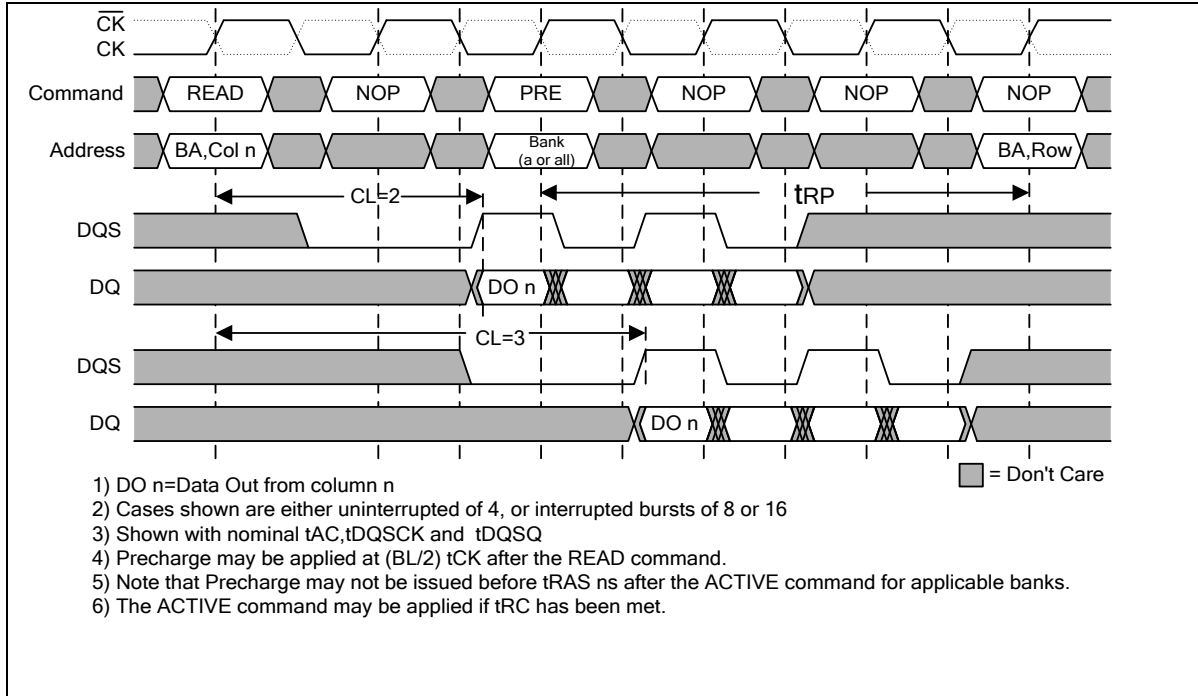 CK
CK
Command READ NOP PRE NOP NOP NOP
Address BA,Col n Bank (a or all) BA,Row
CL=2 tRP
DQS
DQ DO n
CL=3
DQS
DQ DO n
= Don't Care
1) DO n=Data Out from column n
2) Cases shown are either uninterrupted of 4, or interrupted bursts of 8 or 16
3) Shown with nominal tAC,tDQSCK and tDQSQ
4) Precharge may be applied at (BL/2) tCK after the READ command.
5) Note that Precharge may not be issued before tRAS ns after the ACTIVE command for applicable banks.
6) The ACTIVE command may be applied if tRC has been met.